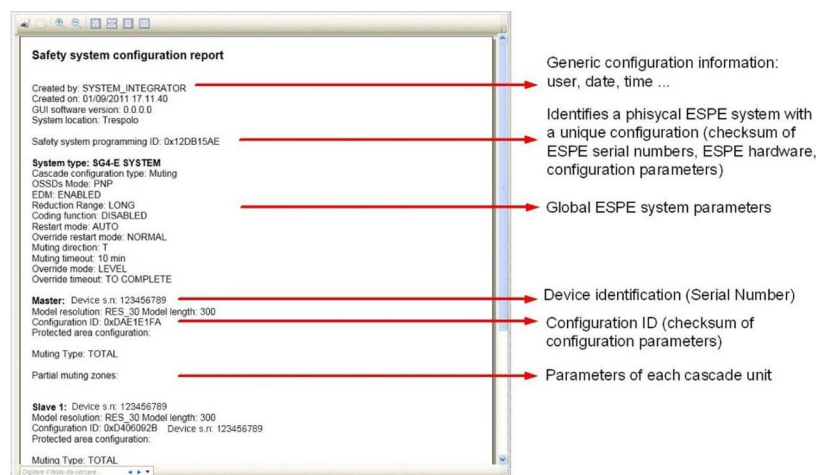 Safety system configuration report
Created by: SYSTEM_INTEGRATOR
Created on: 01/09/2011 17.11.40
GUI software version: 0.0.0.0
System location: Trespolo
Safety system programming ID: 0x12DB15AE
System type: SG4-E SYSTEM
Cascade configuration type: Muting
OSSDs Mode: PNP
EDM: ENABLED
Reduction Range: LONG
Coding function: DISABLED
Restart mode: AUTO
Override restart mode: NORMAL
Muting direction: T
Muting timeout: 10 min
Override mode: LEVEL
Override timeout: TO COMPLETE
Master: Device s.n: 123456789
Model resolution: RES_30 Model length: 300
Configuration ID: 0xDAE1E1FA
Protected area configuration:
Muting Type: TOTAL
Partial muting zones:
Slave 1: Device s.n: 123456789
Model resolution: RES_30 Model length: 300
Configuration ID: 0xD406092B Device s.n: 123456789
Protected area configuration:
Muting Type: TOTAL
Digitare il testo da cercare...
Generic configuration information:
user, date, time ...
Identifies a phisycal ESPE system with
a unique configuration (checksum of
ESPE serial numbers, ESPE hardware,
configuration parameters)
Global ESPE system parameters
Device identification (Serial Number)
Configuration ID (checksum of
configuration parameters)
Parameters of each cascade unit